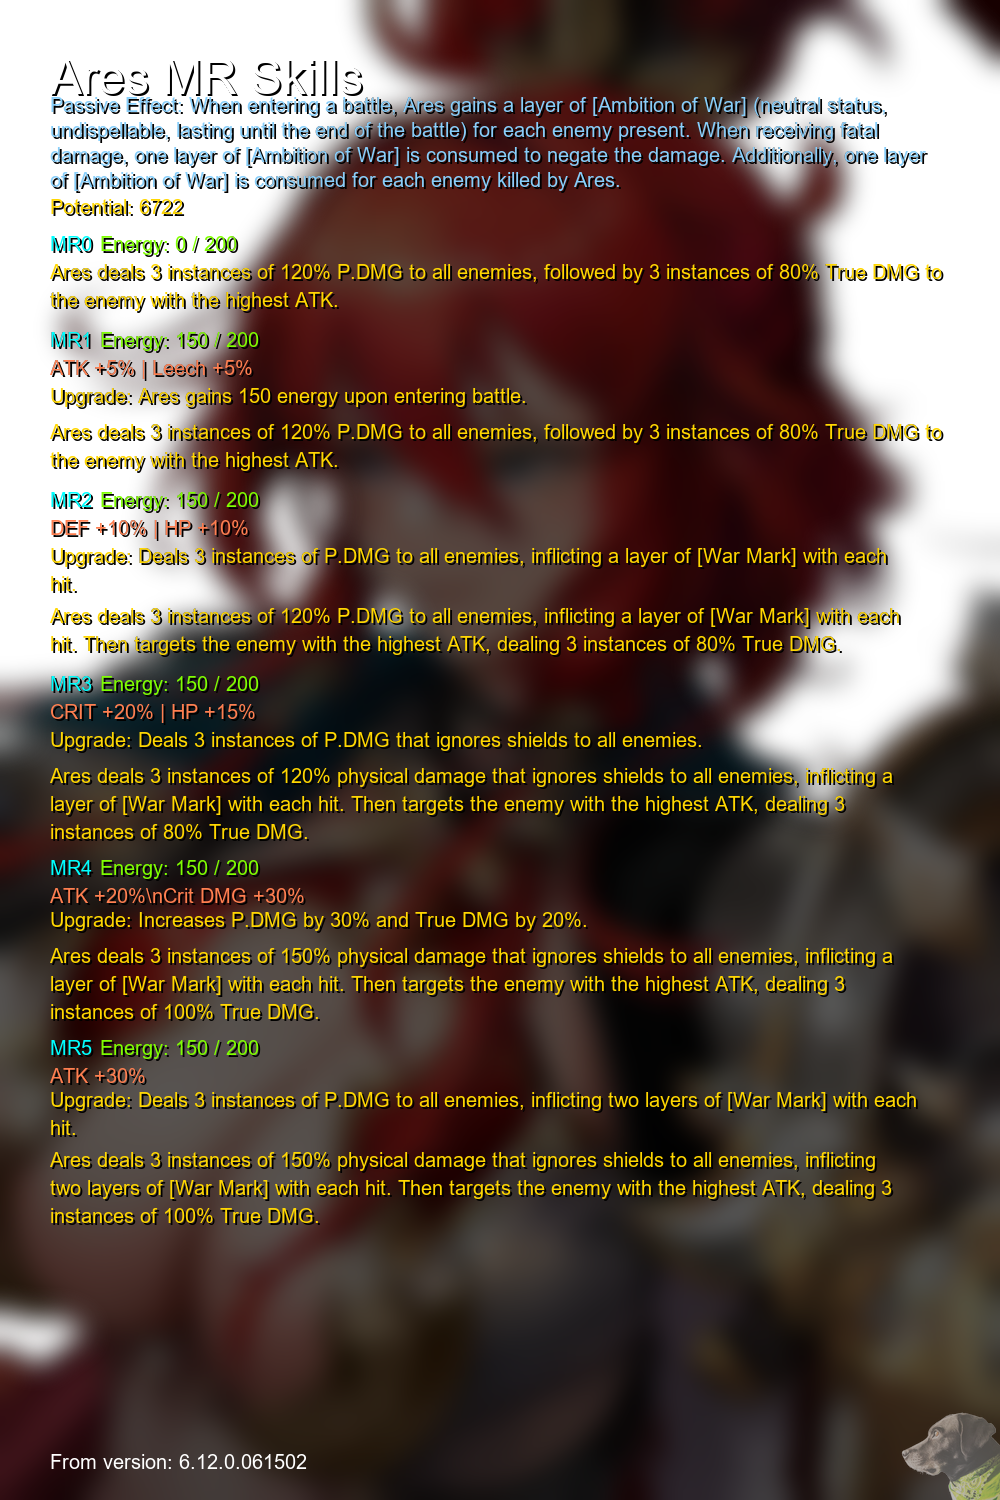 Ares MR Skills
Passive Effect: When entering a battle, Ares gains a layer of [Ambition of War] (neutral status,
undispellable, lasting until the end of the battle) for each enemy present. When receiving fatal
damage, one layer of [Ambition of War] is consumed to negate the damage. Additionally, one layer
of [Ambition of War] is consumed for each enemy killed by Ares.
Potential: 6722
MR0 Energy: 0 / 200
Ares deals 3 instances of 120% P.DMG to all enemies, followed by 3 instances of 80% True DMG to
the enemy with the highest ATK.
MR1 Energy: 150 / 200
ATK +5% | Leech +5%
Upgrade: Ares gains 150 energy upon entering battle.
Ares deals 3 instances of 120% P.DMG to all enemies, followed by 3 instances of 80% True DMG to
the enemy with the highest ATK.
MR2 Energy: 150 / 200
DEF +10% | HP +10%
Upgrade: Deals 3 instances of P.DMG to all enemies, inflicting a layer of [War Mark] with each
hit.
Ares deals 3 instances of 120% P.DMG to all enemies, inflicting a layer of [War Mark] with each
hit. Then targets the enemy with the highest ATK, dealing 3 instances of 80% True DMG.
MR3 Energy: 150 / 200
CRIT +20% | HP +15%
Upgrade: Deals 3 instances of P.DMG that ignores shields to all enemies.
Ares deals 3 instances of 120% physical damage that ignores shields to all enemies, inflicting a
layer of [War Mark] with each hit. Then targets the enemy with the highest ATK, dealing 3
instances of 80% True DMG.
MR4 Energy: 150 / 200
ATK +20%\nCrit DMG +30%
Upgrade: Increases P.DMG by 30% and True DMG by 20%.
Ares deals 3 instances of 150% physical damage that ignores shields to all enemies, inflicting a
layer of [War Mark] with each hit. Then targets the enemy with the highest ATK, dealing 3
instances of 100% True DMG.
MR5 Energy: 150 / 200
ATK +30%
Upgrade: Deals 3 instances of P.DMG to all enemies, inflicting two layers of [War Mark] with each
hit.
Ares deals 3 instances of 150% physical damage that ignores shields to all enemies, inflicting
two layers of [War Mark] with each hit. Then targets the enemy with the highest ATK, dealing 3
instances of 100% True DMG.
From version: 6.12.0.061502